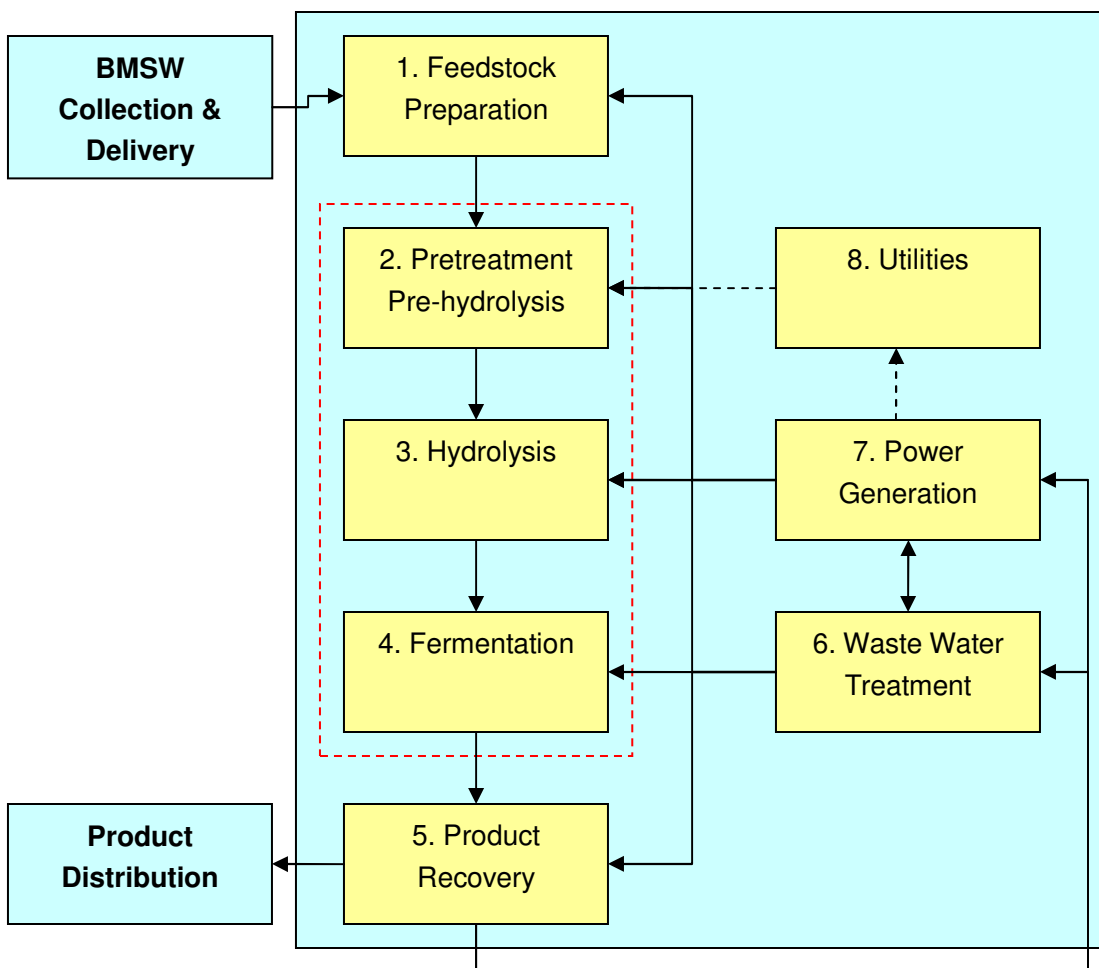 BMSW
Collection &
Delivery
1. Feedstock
Preparation
2. Pretreatment
Pre-hydrolysis
8. Utilities
3. Hydrolysis
7. Power
Generation
4. Fermentation
6. Waste Water
Treatment
Product
Distribution
5. Product
Recovery